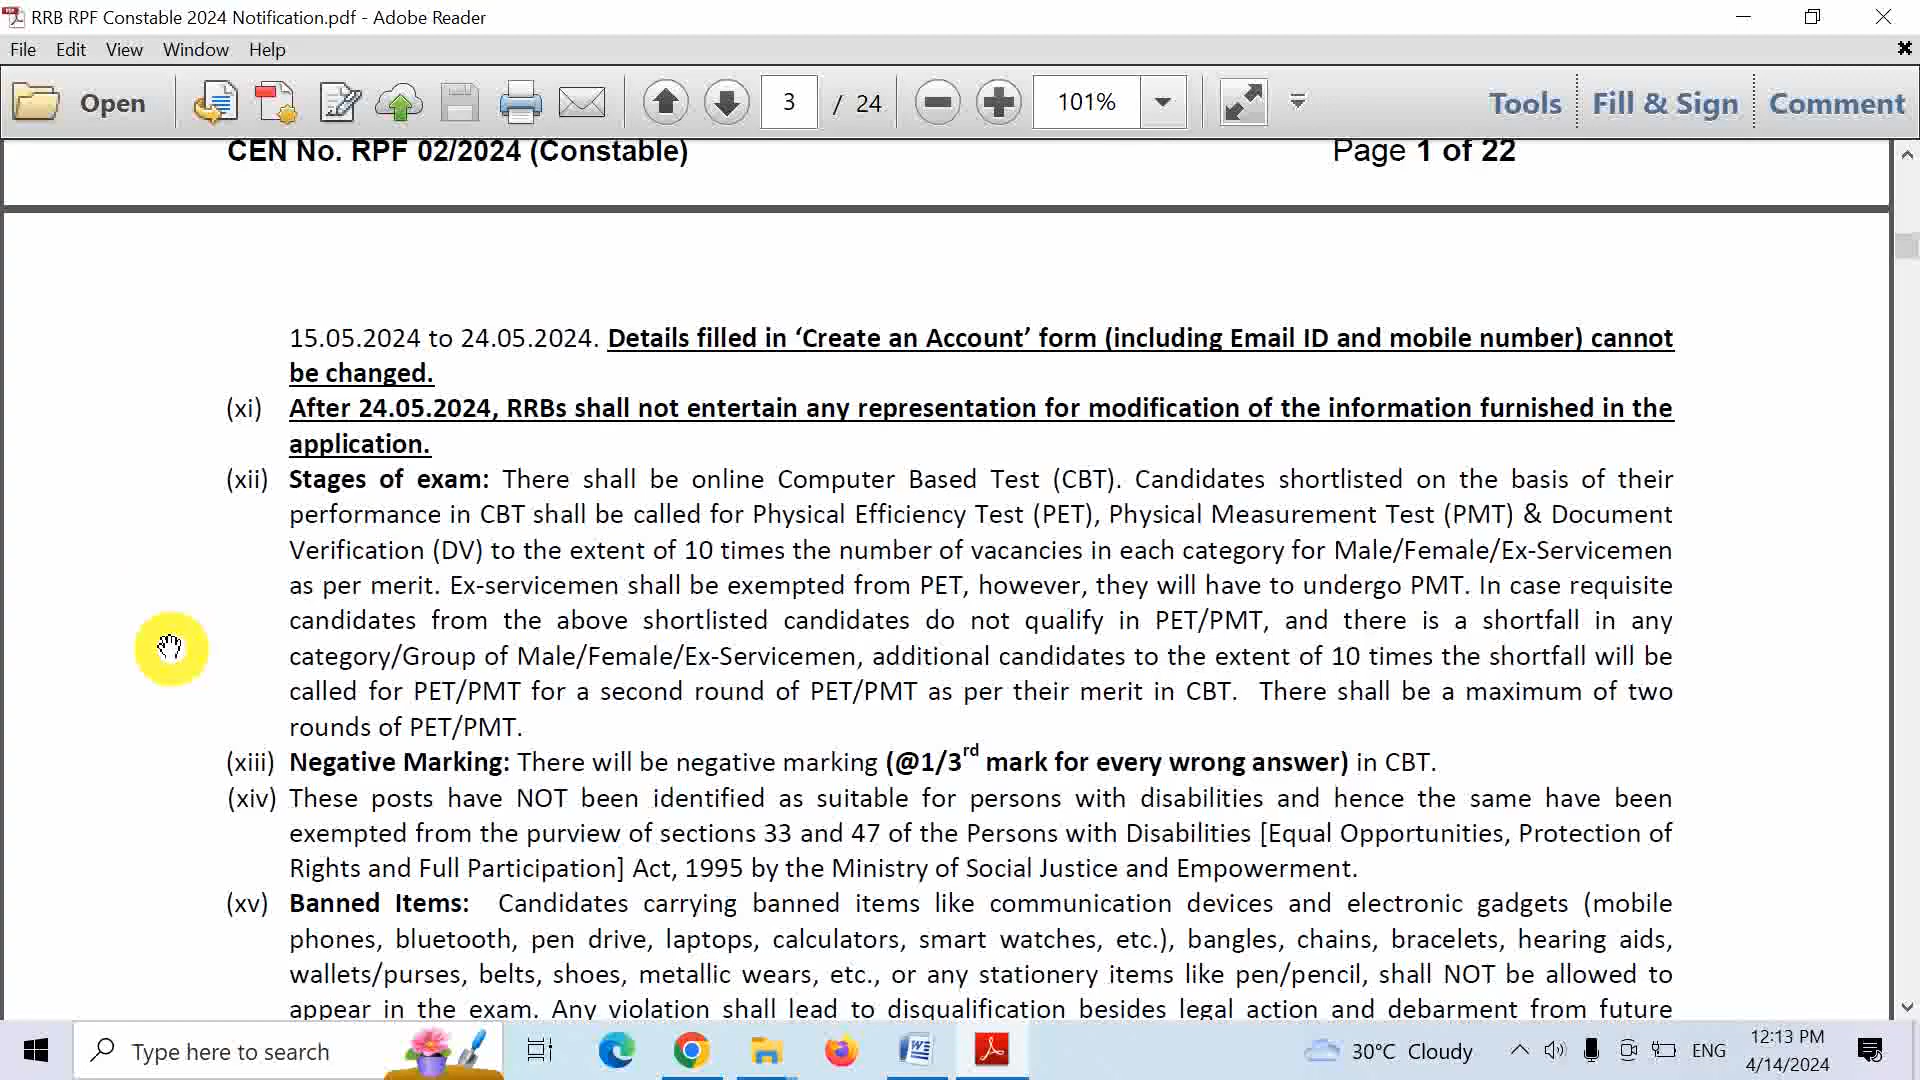 RRB RPF Constable 2024 Notification.pdf - Adobe Reader
File Edit View Window Help
Open 3 / 24 101% Tools Fill & Sign Comment
CEN No. RPF 02/2024 (Constable) Page 1 of 22
15.05.2024 to 24.05.2024. Details filled in ‘Create an Account’ form (including Email ID and mobile number) cannot
be changed.
(xi) After 24.05.2024, RRBs shall not entertain any representation for modification of the information furnished in the
application.
(xii) Stages of exam: There shall be online Computer Based Test (CBT). Candidates shortlisted on the basis of their
performance in CBT shall be called for Physical Efficiency Test (PET), Physical Measurement Test (PMT) & Document
Verification (DV) to the extent of 10 times the number of vacancies in each category for Male/Female/Ex-Servicemen
as per merit. Ex-servicemen shall be exempted from PET, however, they will have to undergo PMT. In case requisite
candidates from the above shortlisted candidates do not qualify in PET/PMT, and there is a shortfall in any
category/Group of Male/Female/Ex-Servicemen, additional candidates to the extent of 10 times the shortfall will be
called for PET/PMT for a second round of PET/PMT as per their merit in CBT. There shall be a maximum of two
rounds of PET/PMT.
(xiii) Negative Marking: There will be negative marking (@1/3rd mark for every wrong answer) in CBT.
(xiv) These posts have NOT been identified as suitable for persons with disabilities and hence the same have been
exempted from the purview of sections 33 and 47 of the Persons with Disabilities [Equal Opportunities, Protection of
Rights and Full Participation] Act, 1995 by the Ministry of Social Justice and Empowerment.
(xv) Banned Items: Candidates carrying banned items like communication devices and electronic gadgets (mobile
phones, bluetooth, pen drive, laptops, calculators, smart watches, etc.), bangles, chains, bracelets, hearing aids,
wallets/purses, belts, shoes, metallic wears, etc., or any stationery items like pen/pencil, shall NOT be allowed to
appear in the exam. Any violation shall lead to disqualification besides legal action and debarment from future
Type here to search 30°C Cloudy ENG 12:13 PM
4/14/2024